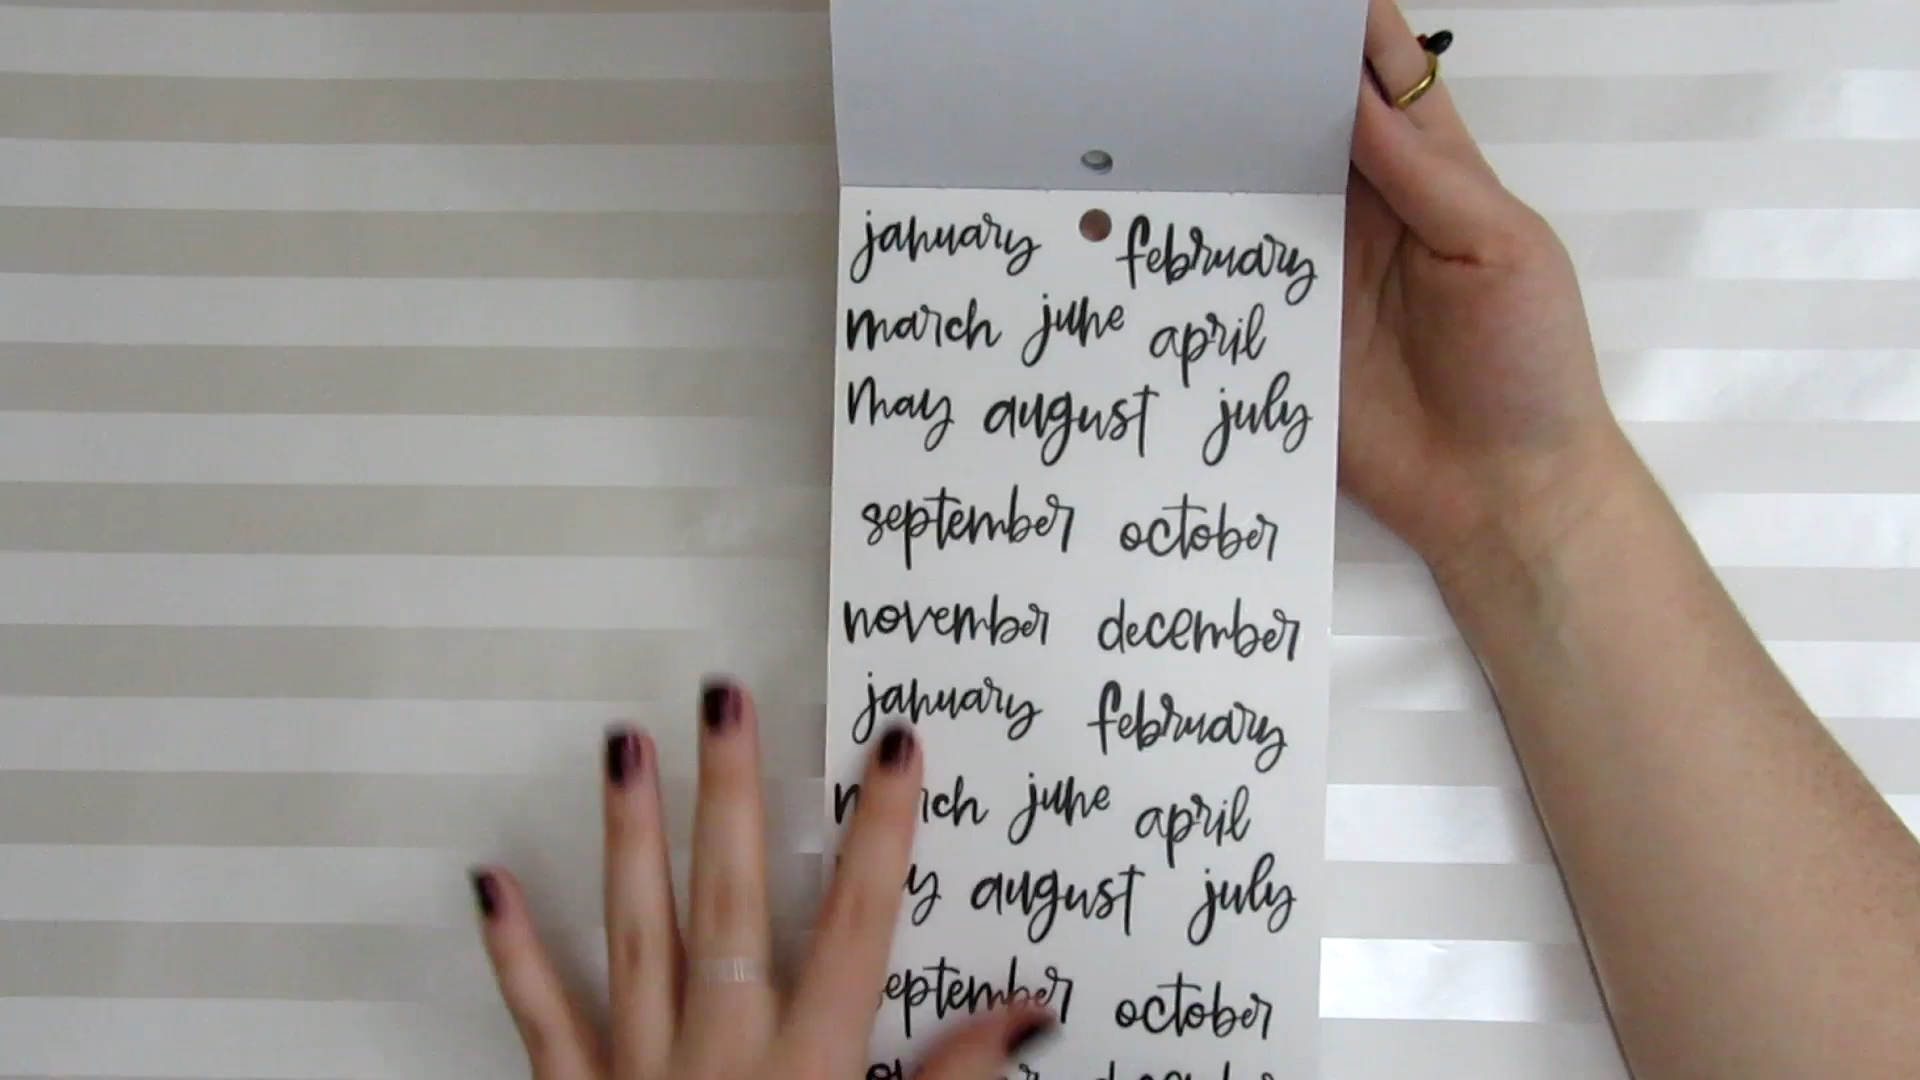 january february
march june april
may august july
september october
november december
january february
june april
august july
october